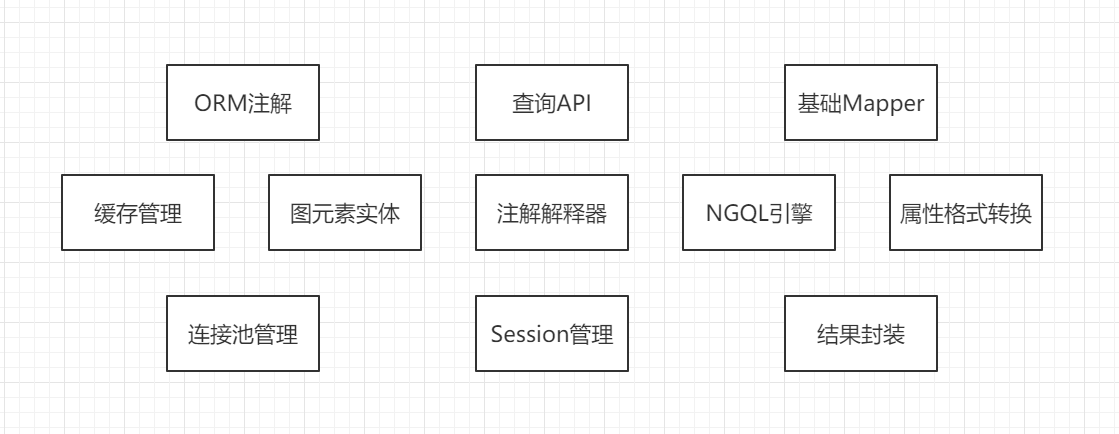 ORM注解
查询API
基础Mapper
缓存管理
图元素实体
注解解释器
NGQL引擎
属性格式转换
连接池管理
Session管理
结果封装